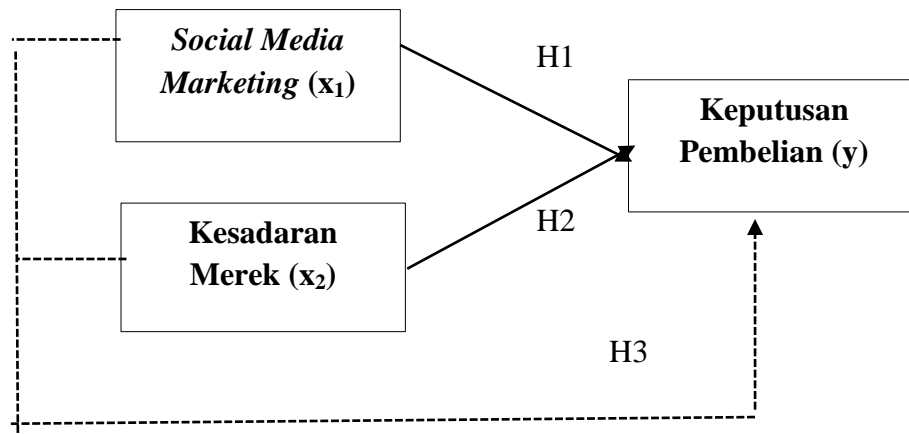 Social Media
Marketing (x₁)
H1
Keputusan
Pembelian (y)
Kesadaran
Merek (x₂)
H2
H3